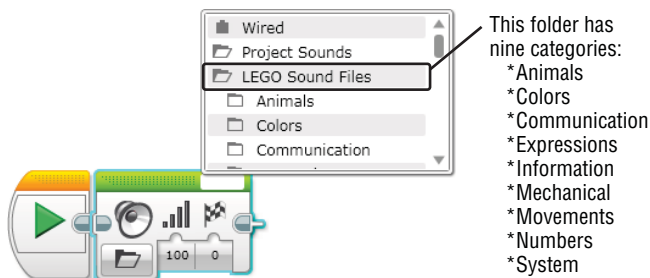 Wired
Project Sounds
LEGO Sound Files
Animals
Colors
Communication
100 0
This folder has
nine categories:
*Animals
*Colors
*Communication
*Expressions
*Information
*Mechanical
*Movements
*Numbers
*System